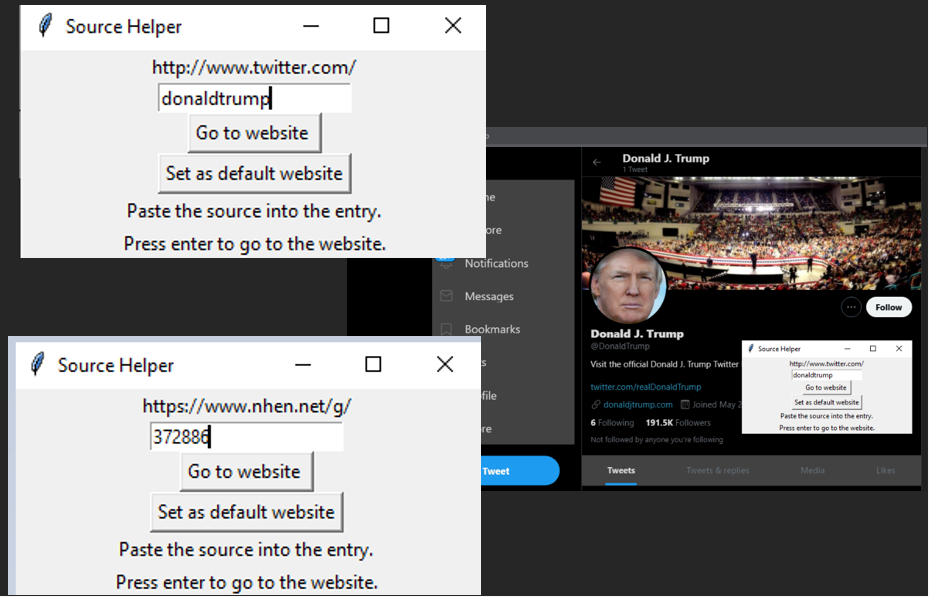 Source Helper
http://www.twitter.com/
donaldtrump
Go to website
Set as default website
Paste the source into the entry.
Press enter to go to the website.
Source Helper
https://www.nhen.net/g/
372886
Go to website
Set as default website
Paste the source into the entry.
Press enter to go to the website.
Notifications
Messages
Bookmarks
Tweet
Donald J. Trump
1 Tweet
Follow
Donald J. Trump
@DonaldTrump
Visit the official Donald J. Trump Twitter
twitter.com/realDonaldTrump
donaldjtrump.com Joined May 2
6 Following 191.5K Followers
Not followed by anyone you're following
Tweets Tweets & replies Media Likes
Source Helper
http://www.twitter.com/
donaldtrump
Go to website
Set as default website
Paste the source into the entry.
Press enter to go to the website.